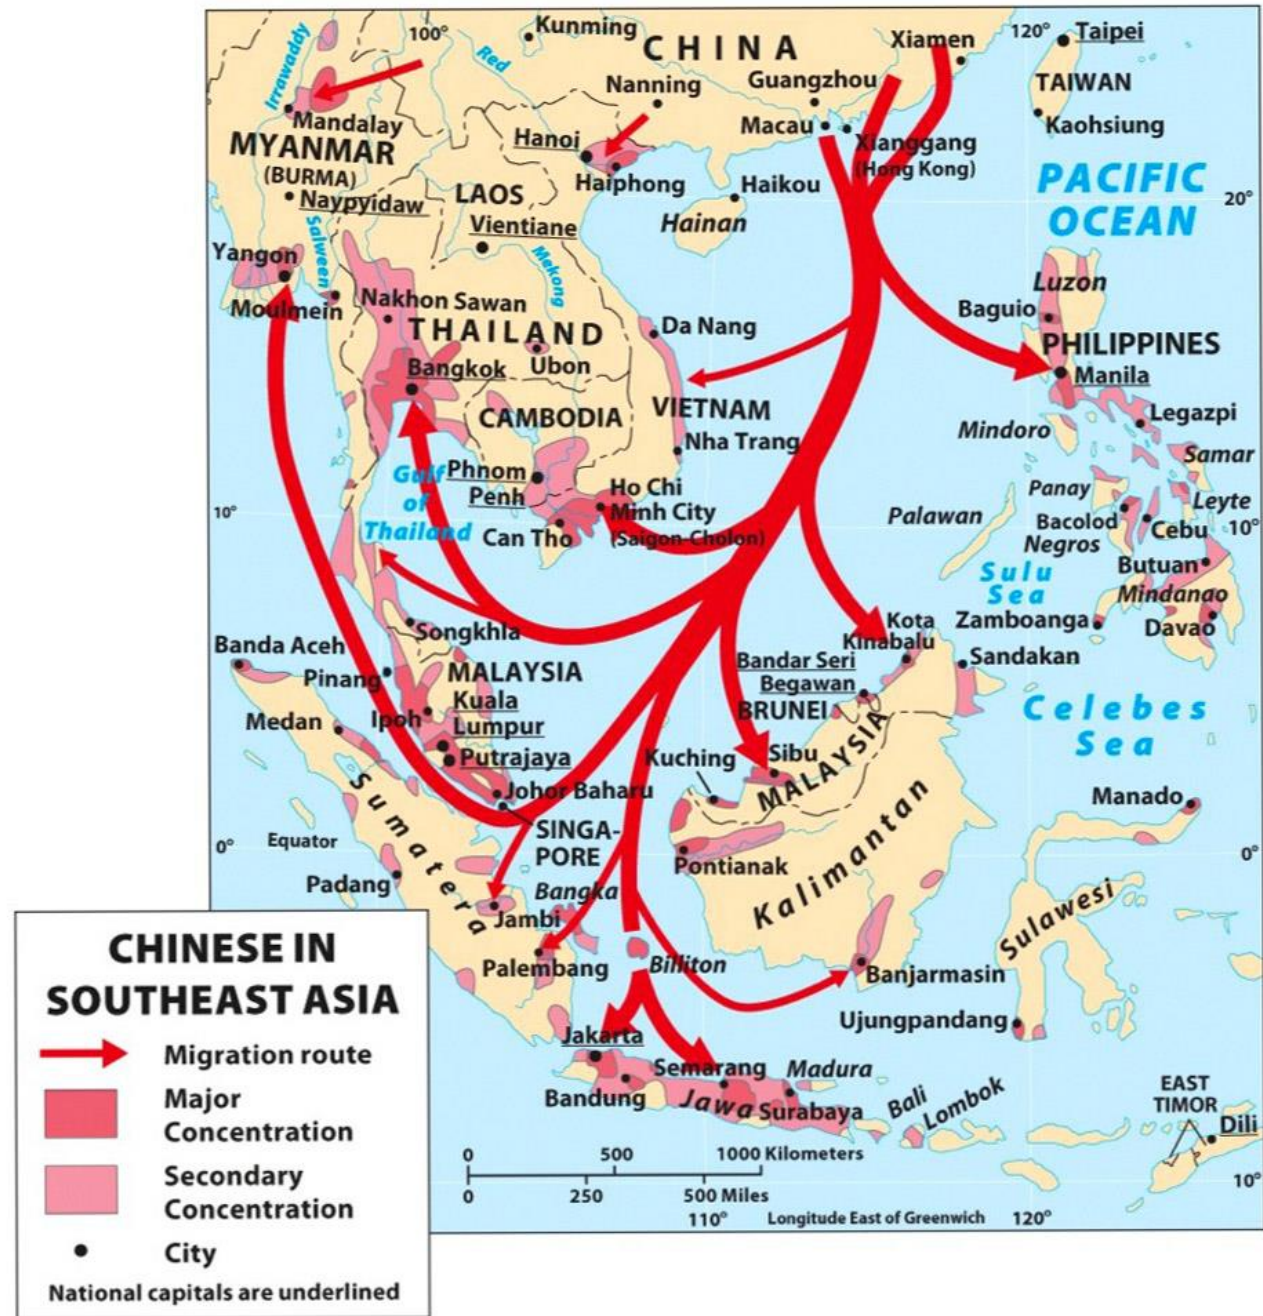 100°
Kunming
CHINA
Xiamen
120°
Taipei
Irrawaddy
Red
Nanning
Guangzhou
TAIWAN
Mandalay
Hanoi
Macau
Xianggang
(Hong Kong)
Kaohsiung
MYANMAR
(BURMA)
Haiphong
Haikou
PACIFIC
OCEAN
Naypyidaw
LAOS
Hainan
20°
Vientiane
Salween
Mekong
Yangon
Moulmein
Nakhon Sawan
Luzon
Baguio
THAILAND
Da Nang
Ubon
PHILIPPINES
Bangkok
Manila
CAMBODIA
VIETNAM
Legazpi
Mindoro
Nha Trang
Samar
Gulf
of
Thailand
Phnom
Penh
Ho Chi
Minh City
(Saigon-Cholon)
Panay
Leyte
10°
Can Tho
Palawan
Bacolod
Negros
Cebu
10°
Sulu
Sea
Butuan
Mindanao
Songkhla
Kota
Kinabalu
Zamboanga
Davao
Banda Aceh
Pinang
MALAYSIA
Bandar Seri
Begawan
Sandakan
Kuala
Lumpur
BRUNEI
Celebes
Sea
Medan
Ipoh
Putrajaya
Kuching
Sibu
MALAYSIA
Johor Baharu
Manado
Sumatera
SINGA-
PORE
Equator
0°
Pontianak
0°
Padang
Bangka
Kalimantan
Jambi
Sulawesi
Palembang
Billiton
Banjarmasin
Ujungpandang
Jakarta
Semarang
Madura
Bandung
Jawa
Surabaya
Bali
Lombok
EAST
TIMOR
Dili
0 500 1000 Kilometers
0 250 500 Miles
10°
110°
Longitude East of Greenwich
120°
CHINESE IN
SOUTHEAST ASIA
Migration route
Major
Concentration
Secondary
Concentration
City
National capitals are underlined